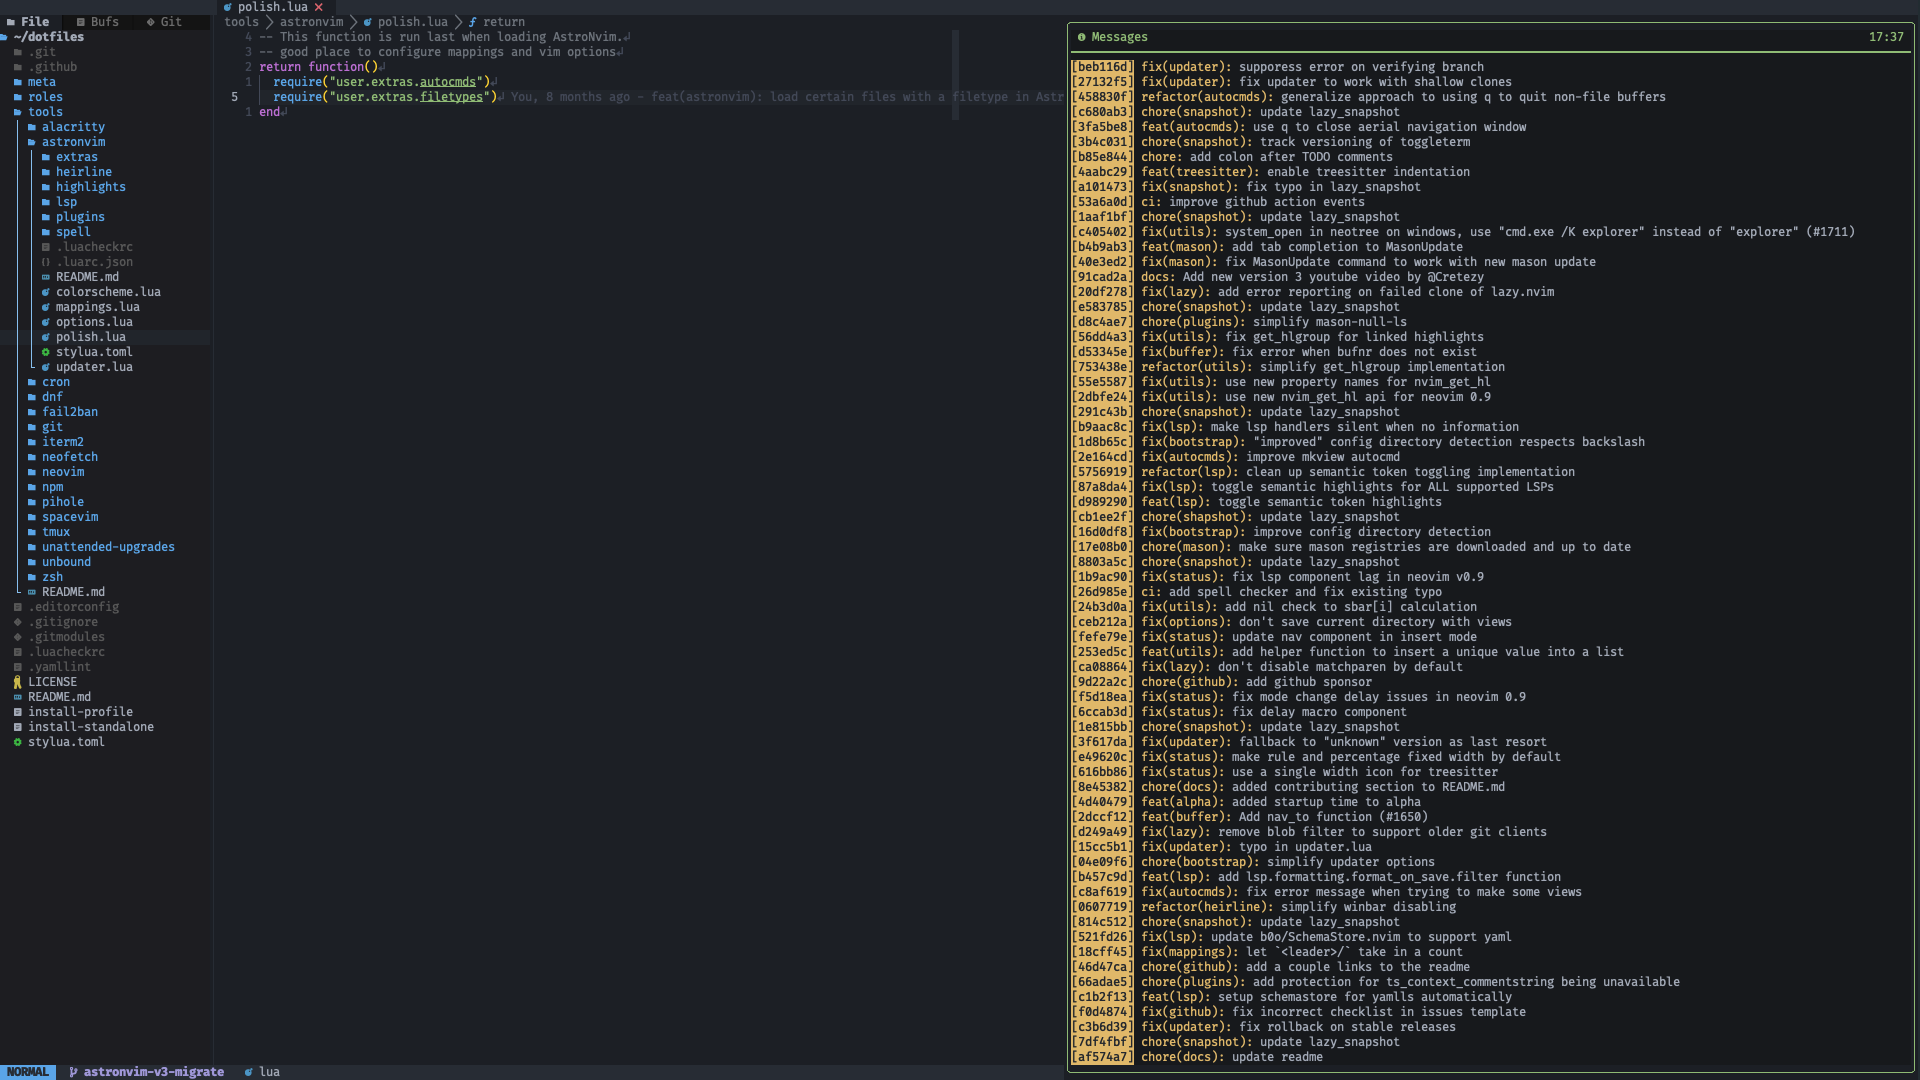 File Bufs Git
~/dotfiles
.git
.github
meta
roles
tools
alacritty
astronvim
extras
heirline
highlights
lsp
plugins
spell
.luacheckrc
.luarc.json
README.md
colorscheme.lua
mappings.lua
options.lua
polish.lua
stylua.toml
updater.lua
cron
dnf
fail2ban
git
iterm2
neofetch
neovim
npm
pihole
spacevim
tmux
unattended-upgrades
unbound
zsh
README.md
.editorconfig
.gitignore
.gitmodules
.luacheckrc
.yamllint
LICENSE
README.md
install-profile
install-standalone
stylua.toml
polish.lua
tools > astronvim > polish.lua > return
4 -- This function is run last when loading AstroNvim.
3 -- good place to configure mappings and vim options
2 return function()
1 require("user.extras.autocmds")
5 require("user.extras.filetypes") You, 8 months ago - feat(astronvim): load certain files with a filetype in Astr
1 end
Messages 17:37
[beb116d] fix(updater): supporess error on verifying branch
[27132f5] fix(updater): fix updater to work with shallow clones
[458830f] refactor(autocmds): generalize approach to using q to quit non-file buffers
[c680ab3] chore(snapshot): update lazy_snapshot
[3fa5be8] feat(autocmds): use q to close aerial navigation window
[3b4c031] chore(snapshot): track versioning of toggleterm
[b85e844] chore: add colon after TODO comments
[4aabc29] feat(treesitter): enable treesitter indentation
[a101473] fix(snapshot): fix typo in lazy_snapshot
[53a6a0d] ci: improve github action events
[1aaf1bf] chore(snapshot): update lazy_snapshot
[c405402] fix(utils): system_open in neotree on windows, use "cmd.exe /K explorer" instead of "explorer" (#1711)
[b4b9ab3] feat(mason): add tab completion to MasonUpdate
[40e3ed2] fix(mason): fix MasonUpdate command to work with new mason update
[91cad2a] docs: Add new version 3 youtube video by @Cretezy
[20df278] fix(lazy): add error reporting on failed clone of lazy.nvim
[e583785] chore(snapshot): update lazy_snapshot
[d8c4ae7] chore(plugins): simplify mason-null-ls
[56dd4a3] fix(utils): fix get_hlgroup for linked highlights
[d53345e] fix(buffer): fix error when bufnr does not exist
[753438e] refactor(utils): simplify get_hlgroup implementation
[55e5587] fix(utils): use new property names for nvim_get_hl
[2dbfe24] fix(utils): use new nvim_get_hl api for neovim 0.9
[291c43b] chore(snapshot): update lazy_snapshot
[b9aac8c] fix(lsp): make lsp handlers silent when no information
[1d8b65c] fix(bootstrap): "improved" config directory detection respects backslash
[2e164cd] fix(autocmds): improve mkview autocmd
[5756919] refactor(lsp): clean up semantic token toggling implementation
[87a8da4] fix(lsp): toggle semantic highlights for ALL supported LSPs
[d989290] feat(lsp): toggle semantic token highlights
[cb1ee2f] chore(shapshot): update lazy_snapshot
[16d0df8] fix(bootstrap): improve config directory detection
[17e08b0] chore(mason): make sure mason registries are downloaded and up to date
[8803a5c] chore(snapshot): update lazy_snapshot
[1b9ac90] fix(status): fix lsp component lag in neovim v0.9
[26d985e] ci: add spell checker and fix existing typo
[24b3d0a] fix(utils): add nil check to sbar[i] calculation
[ceb212a] fix(options): don't save current directory with views
[fefe79e] fix(status): update nav component in insert mode
[253ed5c] feat(utils): add helper function to insert a unique value into a list
[ca08864] fix(lazy): don't disable matchparen by default
[9d22a2c] chore(github): add github sponsor
[f5d18ea] fix(status): fix mode change delay issues in neovim 0.9
[6ccab3d] fix(status): fix delay macro component
[1e815bb] chore(snapshot): update lazy_snapshot
[3f617da] fix(updater): fallback to "unknown" version as last resort
[e49620c] fix(status): make rule and percentage fixed width by default
[616bb86] fix(status): use a single width icon for treesitter
[8e45382] chore(docs): added contributing section to README.md
[4d40479] feat(alpha): added startup time to alpha
[2dccf12] feat(buffer): Add nav_to function (#1650)
[d249a49] fix(lazy): remove blob filter to support older git clients
[15cc5b1] fix(updater): typo in updater.lua
[04e09f6] chore(bootstrap): simplify updater options
[b457c9d] feat(lsp): add lsp.formatting.format_on_save.filter function
[c8af619] fix(autocmds): fix error message when trying to make some views
[0607719] refactor(heirline): simplify winbar disabling
[814c512] chore(snapshot): update lazy_snapshot
[521fd26] fix(lsp): update b0o/SchemaStore.nvim to support yaml
[18cff45] fix(mappings): let `<leader>/` take in a count
[46d47ca] chore(github): add a couple links to the readme
[66adae5] chore(plugins): add protection for ts_context_commentstring being unavailable
[c1b2f13] feat(lsp): setup schemastore for yamlls automatically
[f0d4874] fix(github): fix incorrect checklist in issues template
[c3b6d39] fix(updater): fix rollback on stable releases
[7df4fbf] chore(snapshot): update lazy_snapshot
[af574a7] chore(docs): update readme
NORMAL astronvim-v3-migrate lua